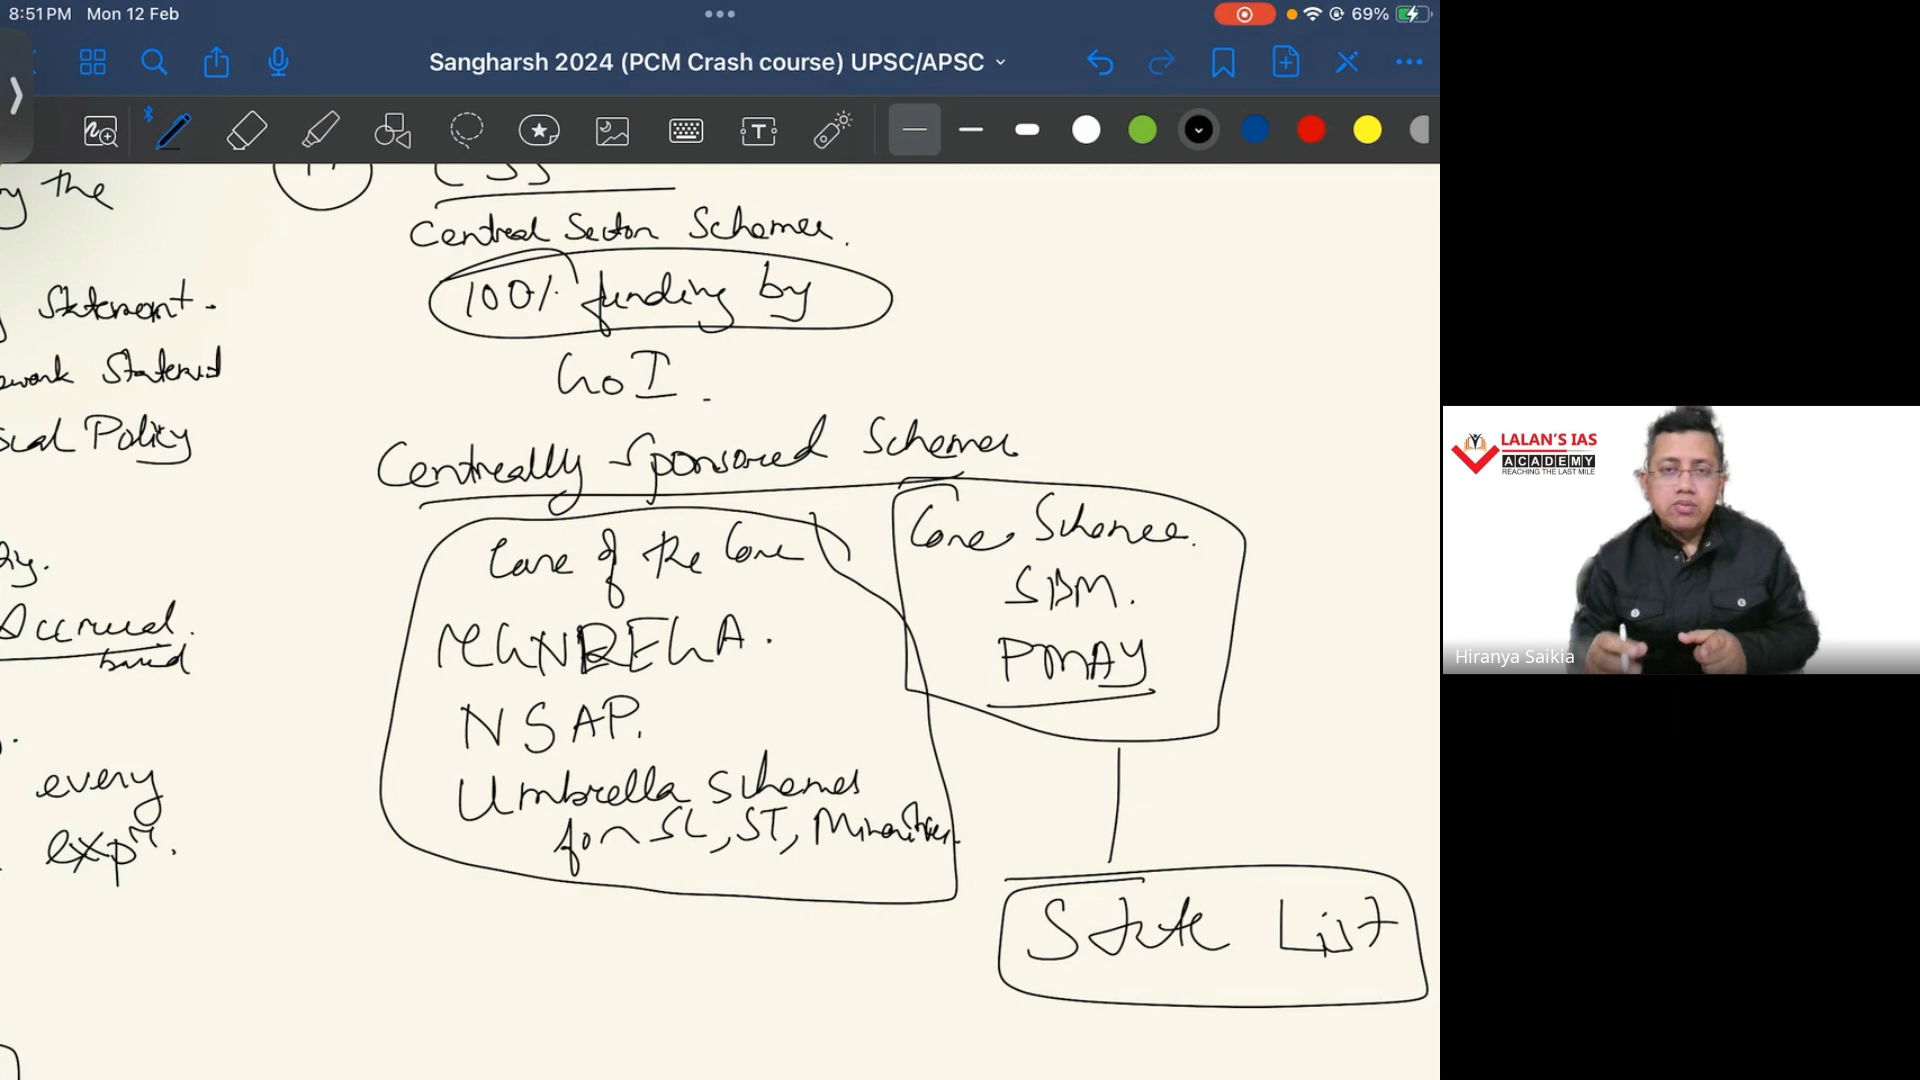 8:51 PM Mon 12 Feb
69%
Sangharsh 2024 (PCM Crash course) UPSC/APSC
the
Statement.
Statement
Policy
Accrual.
based
every
expr.
CSS
Central Sector Schemes.
100% funding by
GoI.
Centrally Sponsored Schemes
Core of the Core
MGNREGA.
NSAP.
Umbrella schemes
for SC, ST, Minorities.
Core Schemes.
SBM.
PMAY
State List
LALAN'S IAS
ACADEMY
REACHING THE LAST MILE
Hiranya Saikia